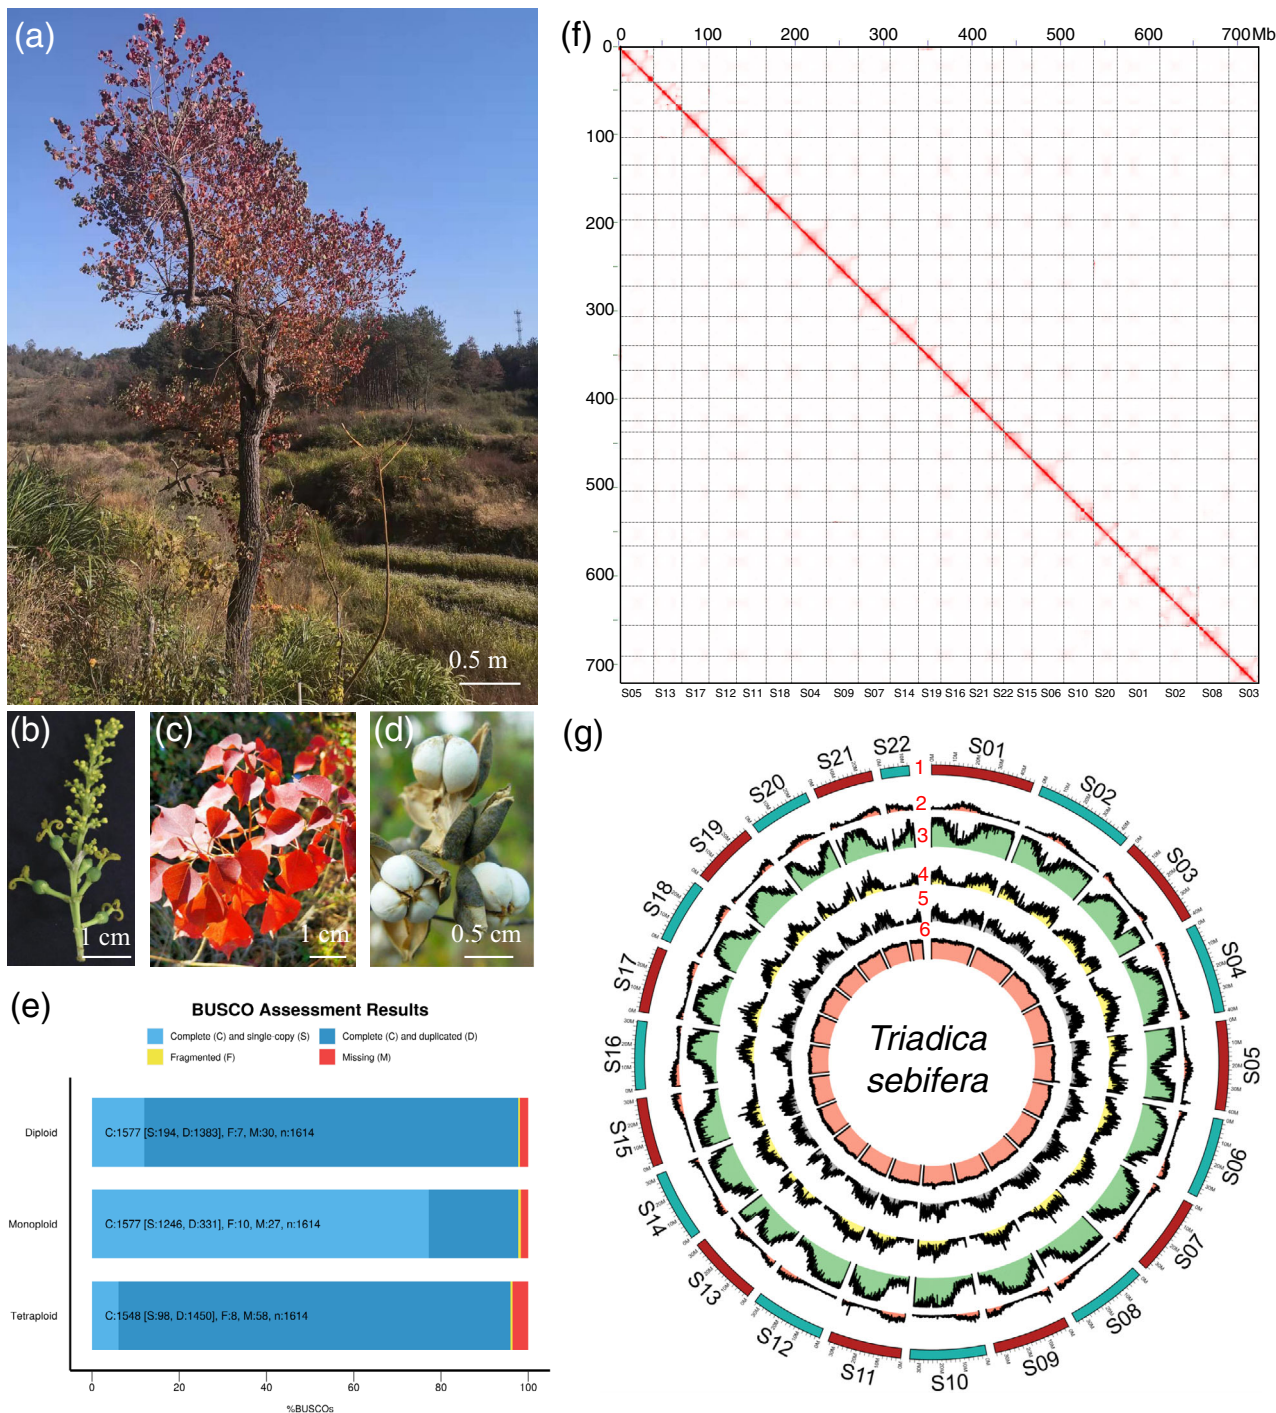 (a)
0.5 m
(b)
1 cm
(c)
1 cm
(d)
0.5 cm
(e)
BUSCO Assessment Results
Complete (C) and single-copy (S)
Complete (C) and duplicated (D)
Fragmented (F)
Missing (M)
Diploid
C:1577 [S:194, D:1383], F:7, M:30, n:1614
Monoploid
C:1577 [S:1246, D:331], F:10, M:27, n:1614
Tetraploid
C:1548 [S:98, D:1450], F:8, M:58, n:1614
0 20 40 60 80 100
%BUSCOs
(f)
0 100 200 300 400 500 600 700 Mb
0
100
200
300
400
500
600
700
S05 S13 S17 S12 S11 S18 S04 S09 S07 S14 S19 S16 S21 S22 S15 S06 S10 S20 S01 S02 S08 S03
(g)
S01
S02
S03
S04
S05
S06
S07
S08
S09
S10
S11
S12
S13
S14
S15
S16
S17
S18
S19
S20
S21
S22
1
2
3
4
5
6
Triadica
sebifera